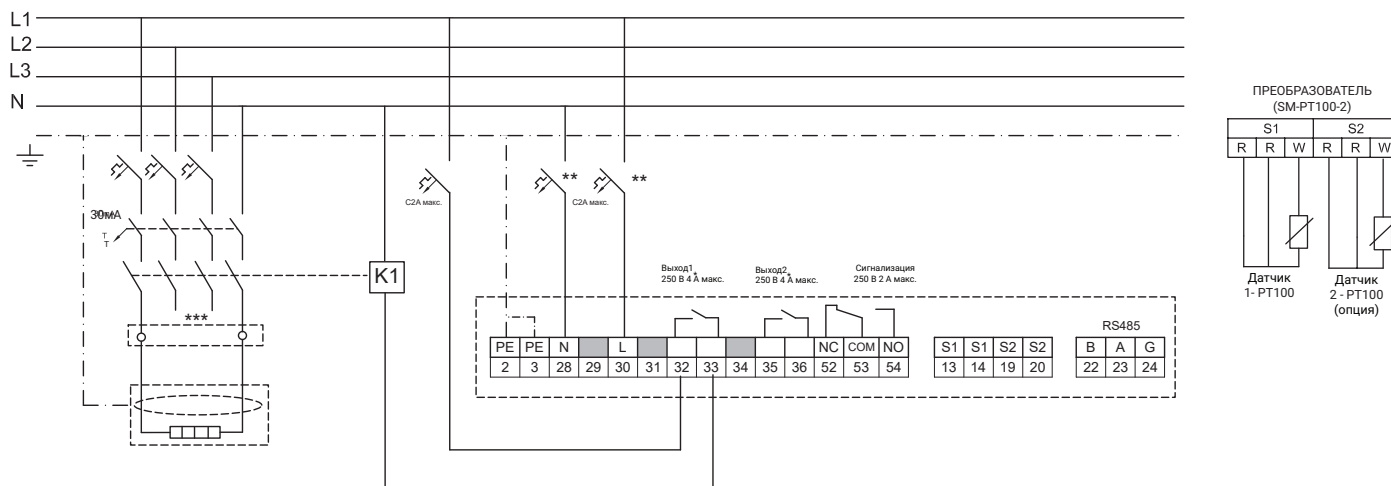 L1
L2
L3
N
ПРЕОБРАЗОВАТЕЛЬ
(SM-PT100-2)
S1 S2
R R W R R W
Датчик
1- PT100
Датчик
2 - PT100
(опция)
** **
C2A макс. C2A макс.
30мА
T
T
K1
***
Выход1
250 В 4 А макс.
*
Выход2
250 В 4 А макс.
*
Сигнализация
250 В 2 А макс.
RS485
PE PE N L NC COM NO S1 S1 S2 S2 B A G
2 3 28 29 30 31 32 33 34 35 36 52 53 54 13 14 19 20 22 23 24